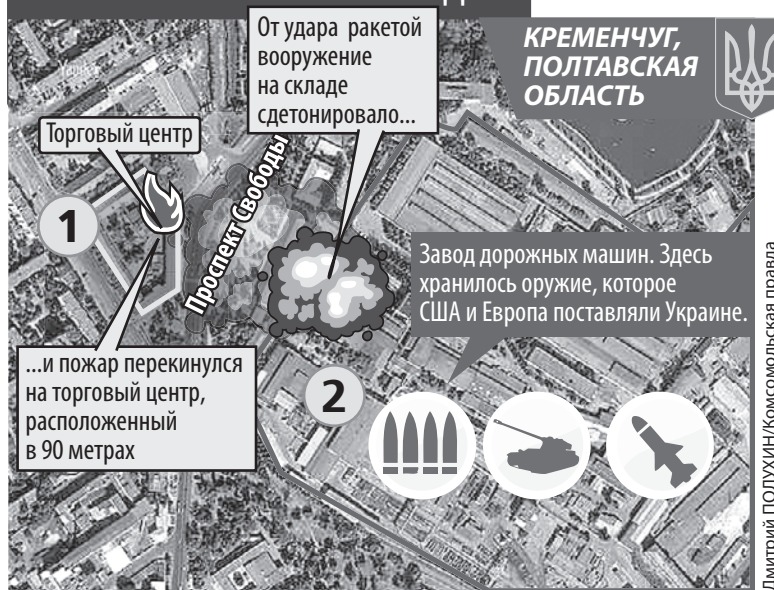 От удара ракетой
вооружение
на складе
сдетонировало...
КРЕМЕНЧУГ,
ПОЛТАВСКАЯ
ОБЛАСТЬ
Торговый центр
1
Проспект Свободы
Завод дорожных машин. Здесь
хранилось оружие, которое
США и Европа поставляли Украине.
...и пожар перекинулся
на торговый центр,
расположенный
в 90 метрах
2
Дмитрий ПОЛУХИН/Комсомольская правда